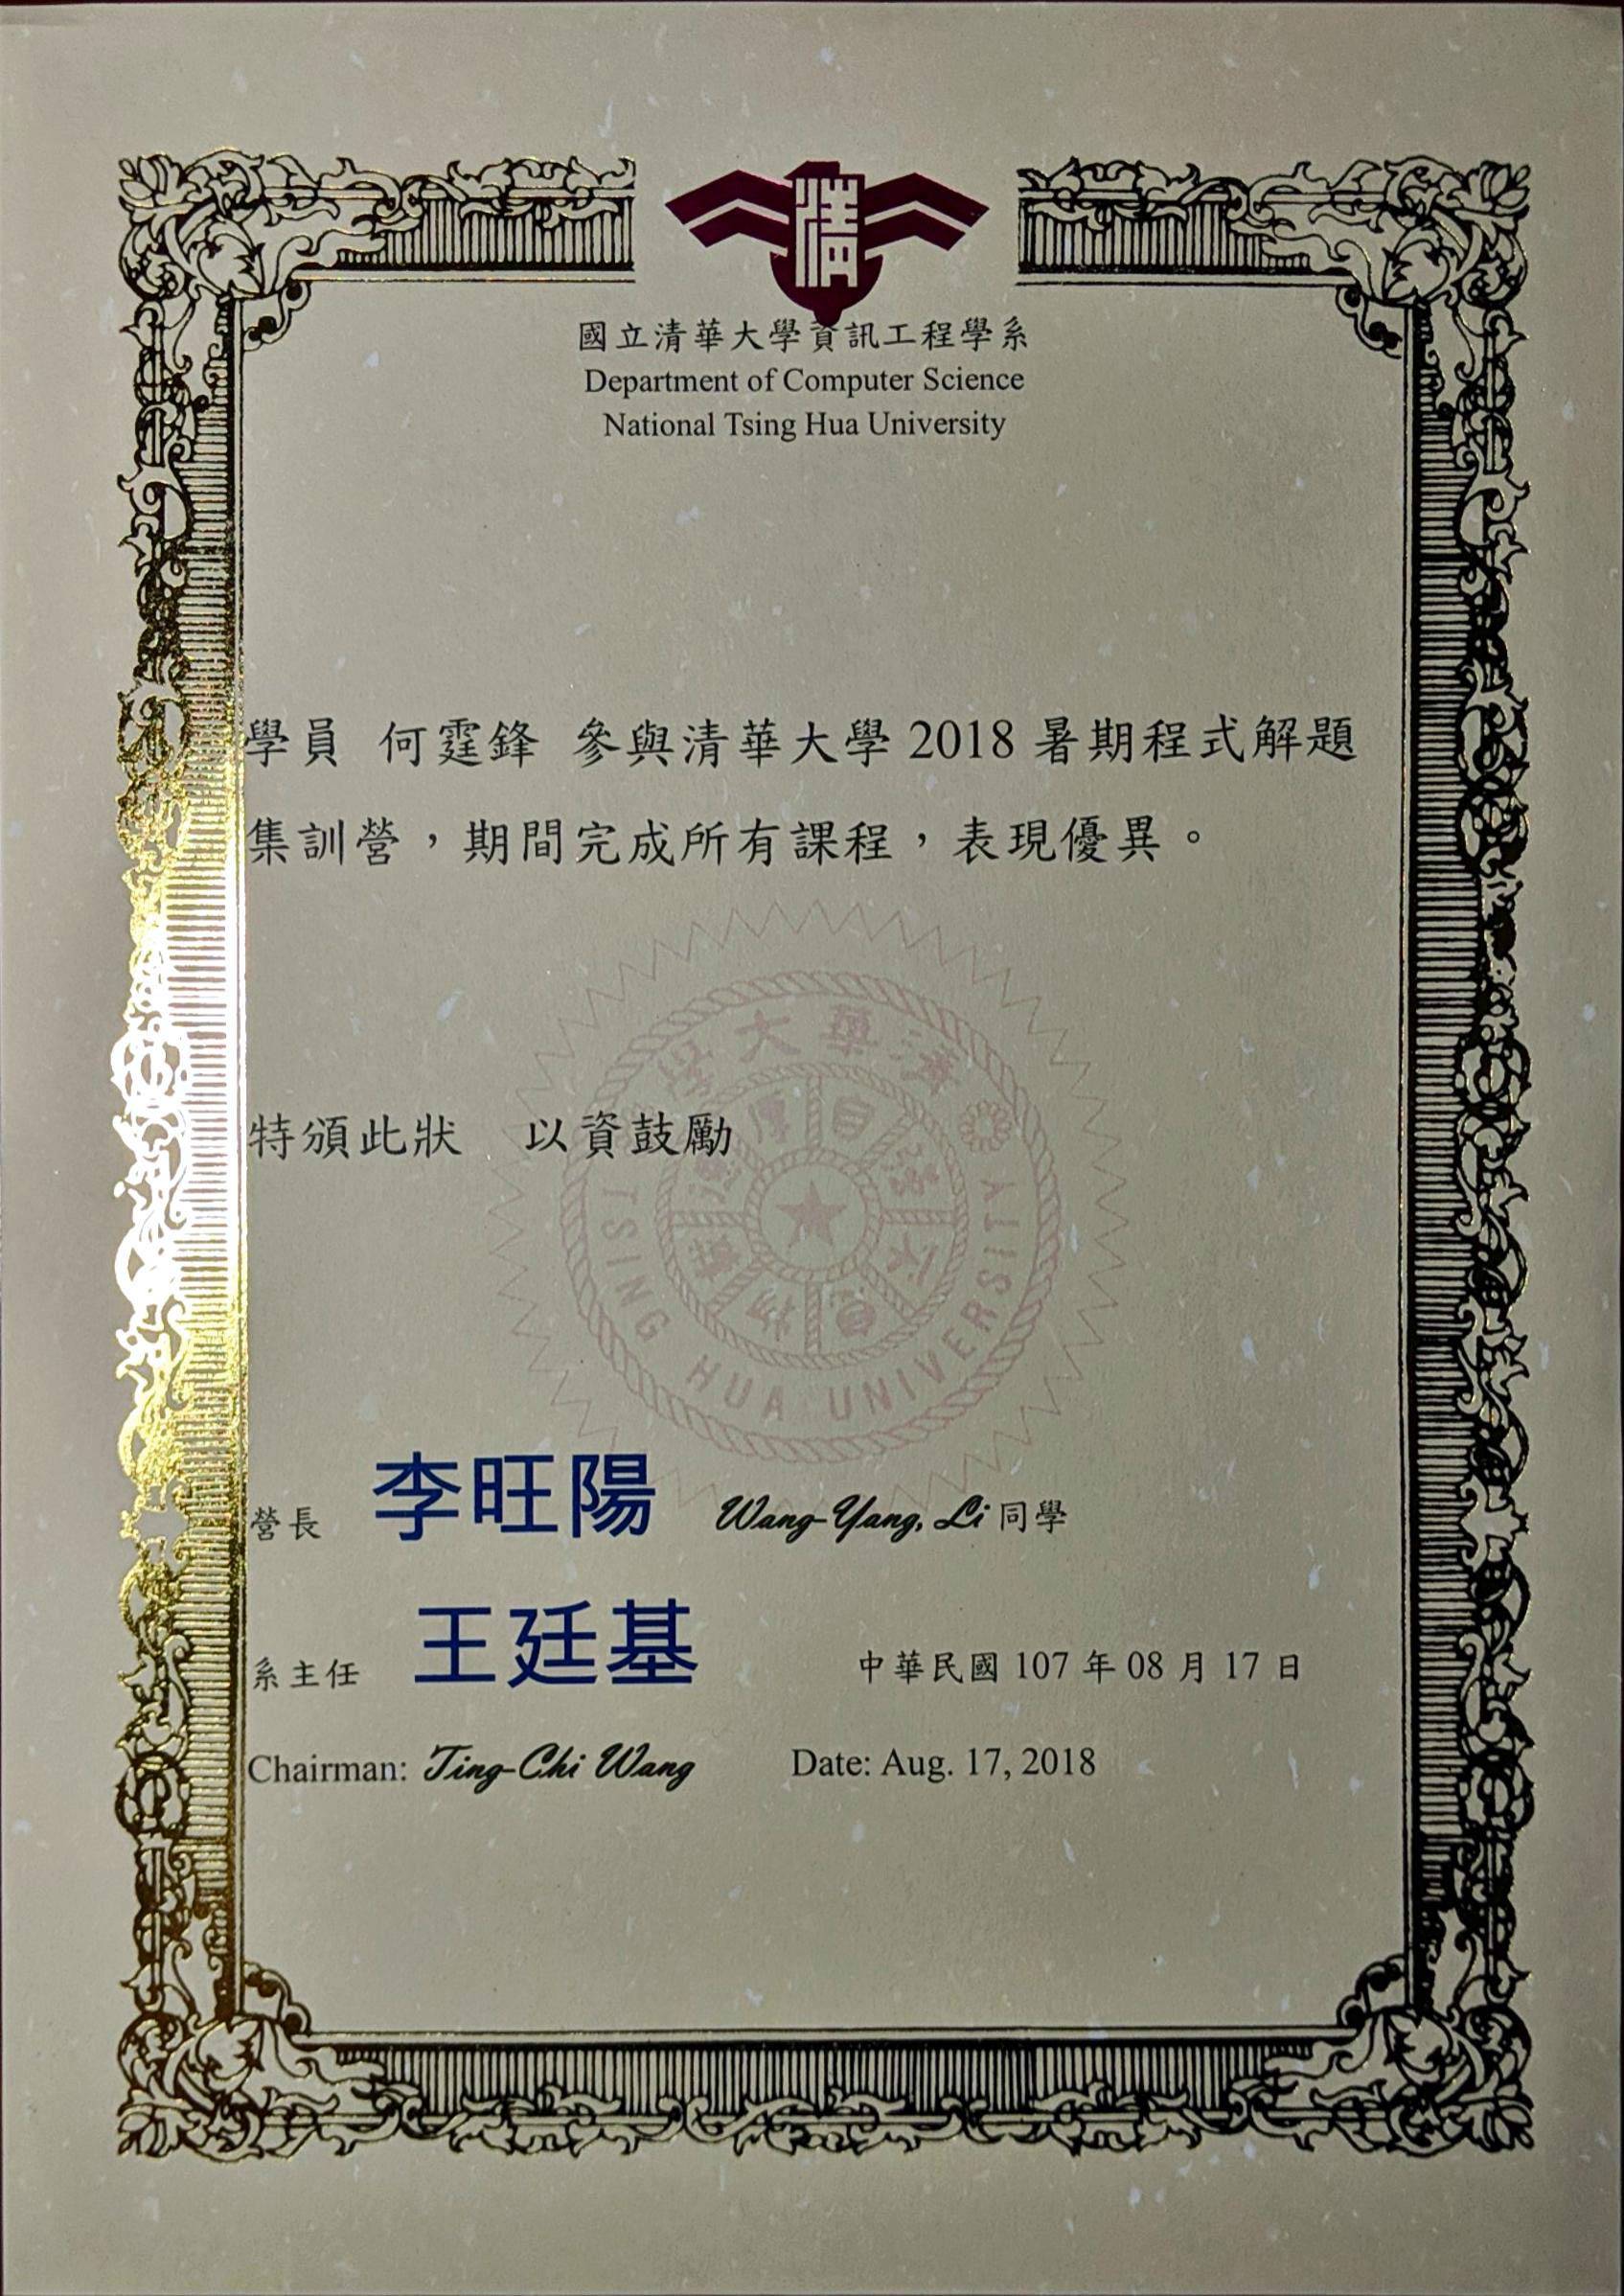 清
國立清華大學資訊工程學系
Department of Computer Science
National Tsing Hua University
學員 何霆鋒 參與清華大學 2018 暑期程式解題
集訓營，期間完成所有課程，表現優異。
學大華清
自強不息
厚德載物
TSING HUA UNIVERSITY
特頒此狀 以資鼓勵
營長 李旺陽 Wang-Yang, Li 同學
系主任 王廷基 中華民國 107 年 08 月 17 日
Chairman: Ting-Chi Wang Date: Aug. 17, 2018